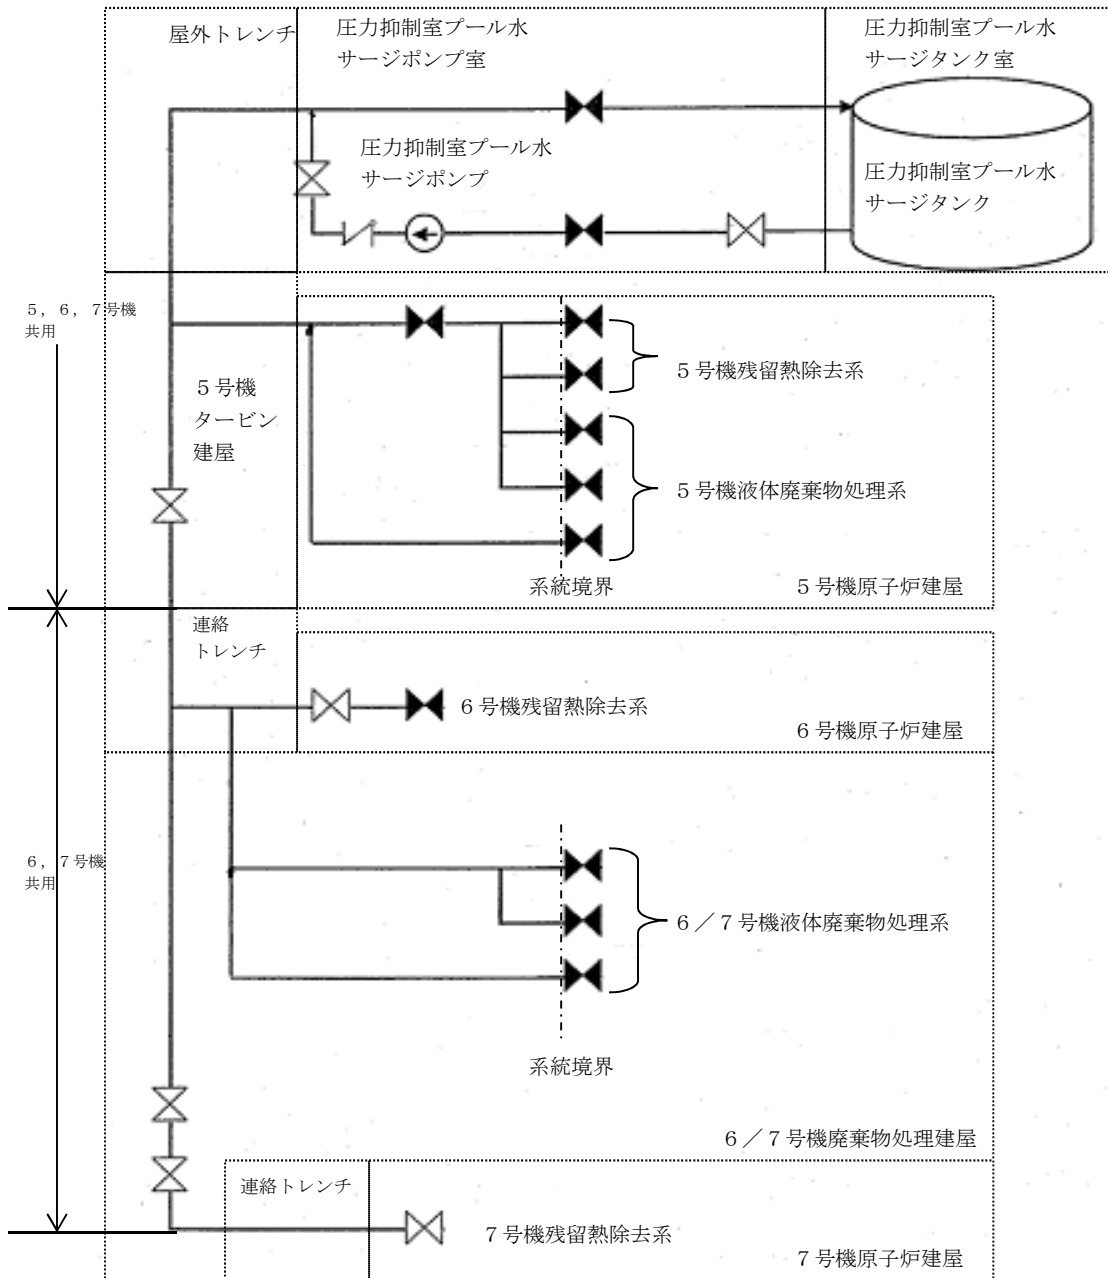 屋外トレンチ
圧力抑制室プール水
サージポンプ室
圧力抑制室プール水
サージタンク室
圧力抑制室プール水
サージポンプ
圧力抑制室プール水
サージタンク
５，６，７号機
共用
５号機
タービン
建屋
５号機残留熱除去系
５号機液体廃棄物処理系
系統境界
５号機原子炉建屋
連絡
トレンチ
６号機残留熱除去系
６号機原子炉建屋
６，７号機
共用
６／７号機液体廃棄物処理系
系統境界
６／７号機廃棄物処理建屋
連絡トレンチ
７号機残留熱除去系
７号機原子炉建屋